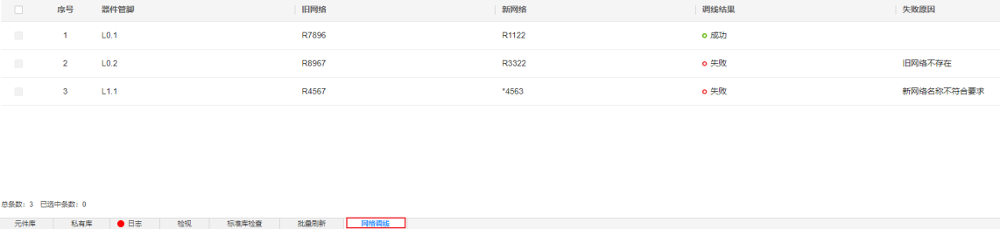 序号 器件管脚 旧网络 新网络 调线结果 失败原因
1 L0.1 R7896 R1122 成功
2 L0.2 R8967 R3322 失败 旧网络不存在
3 L1.1 R4567 *4563 失败 新网络名称不符合要求
总条数：3 已选中条数：0
元件库 私有库 日志 检视 标准库检查 批量刷新 网络调线